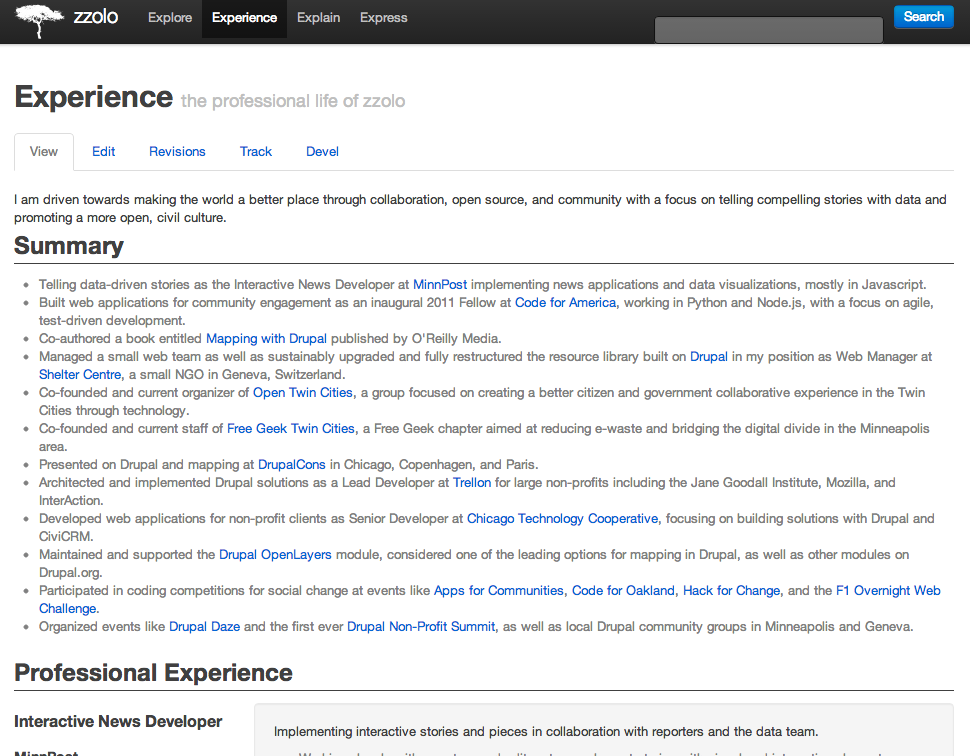 zzolo Explore Experience Explain Express Search
Experience the professional life of zzolo
View Edit Revisions Track Devel
I am driven towards making the world a better place through collaboration, open source, and community with a focus on telling compelling stories with data and
promoting a more open, civil culture.
Summary
Telling data-driven stories as the Interactive News Developer at MinnPost implementing news applications and data visualizations, mostly in Javascript.
Built web applications for community engagement as an inaugural 2011 Fellow at Code for America, working in Python and Node.js, with a focus on agile,
test-driven development.
Co-authored a book entitled Mapping with Drupal published by O'Reilly Media.
Managed a small web team as well as sustainably upgraded and fully restructured the resource library built on Drupal in my position as Web Manager at
Shelter Centre, a small NGO in Geneva, Switzerland.
Co-founded and current organizer of Open Twin Cities, a group focused on creating a better citizen and government collaborative experience in the Twin
Cities through technology.
Co-founded and current staff of Free Geek Twin Cities, a Free Geek chapter aimed at reducing e-waste and bridging the digital divide in the Minneapolis
area.
Presented on Drupal and mapping at DrupalCons in Chicago, Copenhagen, and Paris.
Architected and implemented Drupal solutions as a Lead Developer at Trellon for large non-profits including the Jane Goodall Institute, Mozilla, and
InterAction.
Developed web applications for non-profit clients as Senior Developer at Chicago Technology Cooperative, focusing on building solutions with Drupal and
CiviCRM.
Maintained and supported the Drupal OpenLayers module, considered one of the leading options for mapping in Drupal, as well as other modules on
Drupal.org.
Participated in coding competitions for social change at events like Apps for Communities, Code for Oakland, Hack for Change, and the F1 Overnight Web
Challenge.
Organized events like Drupal Daze and the first ever Drupal Non-Profit Summit, as well as local Drupal community groups in Minneapolis and Geneva.
Professional Experience
Interactive News Developer
Implementing interactive stories and pieces in collaboration with reporters and the data team.
MinnPost